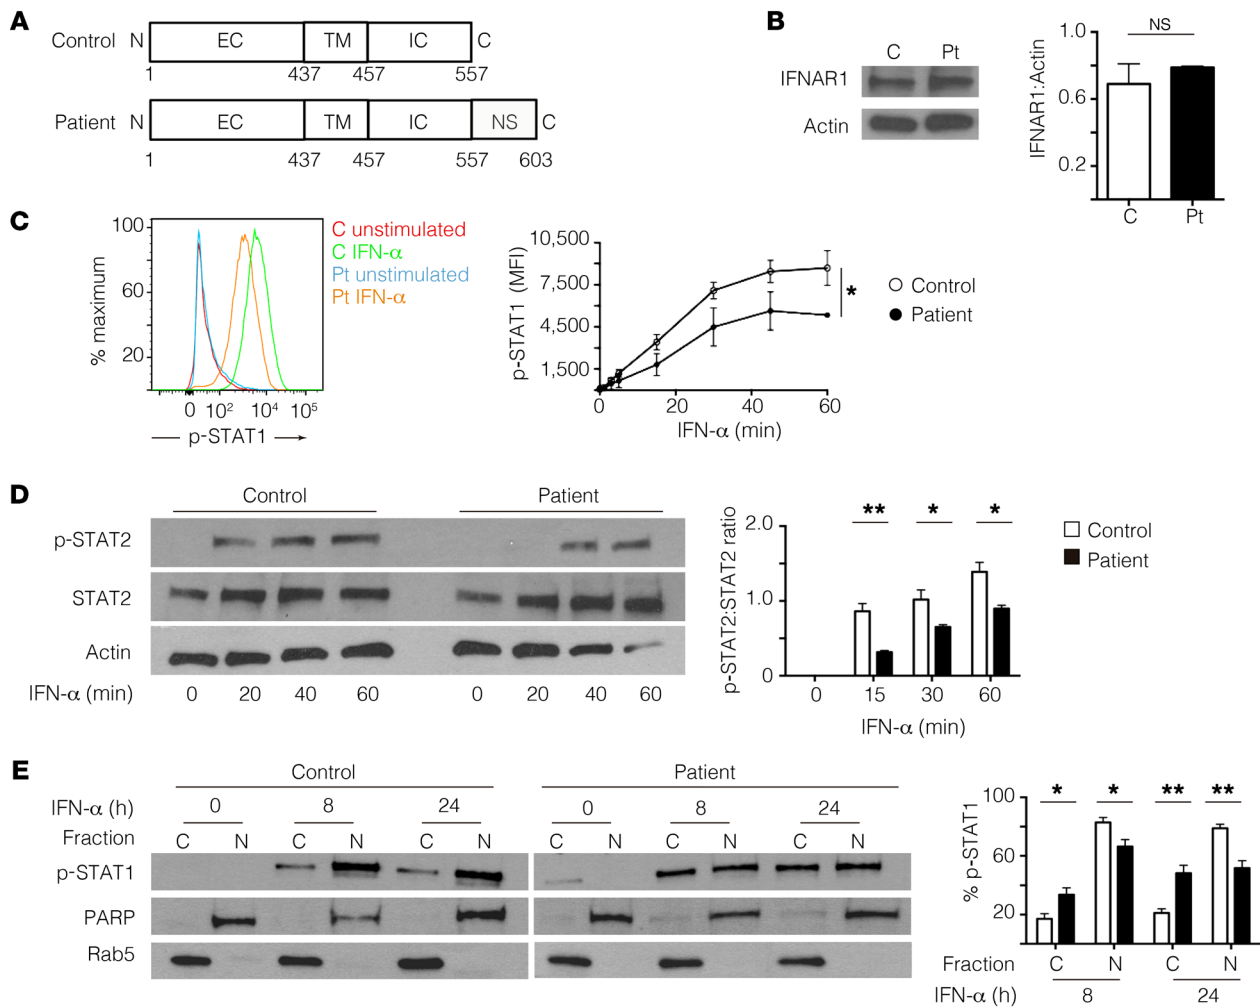 A
Control N EC TM IC C
1 437 457 557
Patient N EC TM IC NS C
1 437 457 557 603
B
C Pt
IFNAR1
Actin
IFNAR1:Actin
NS
1.0
0.6
0.2
C Pt
C
% maximum
100
60
20
0 10² 10⁴ 10⁵
p-STAT1
C unstimulated
C IFN-α
Pt unstimulated
Pt IFN-α
p-STAT1 (MFI)
10,500
7,500
4,500
1,500
0 20 40 60
IFN-α (min)
*
Control
Patient
D
Control Patient
p-STAT2
STAT2
Actin
IFN-α (min) 0 20 40 60 0 20 40 60
p-STAT2:STAT2 ratio
** * *
2.0
1.0
0
0 15 30 60
IFN-α (min)
Control
Patient
E
Control Patient
IFN-α (h) 0 8 24 0 8 24
Fraction C N C N C N C N C N C N
p-STAT1
PARP
Rab5
% p-STAT1
* * ** **
100
60
20
Fraction C N C N
IFN-α (h) 8 24